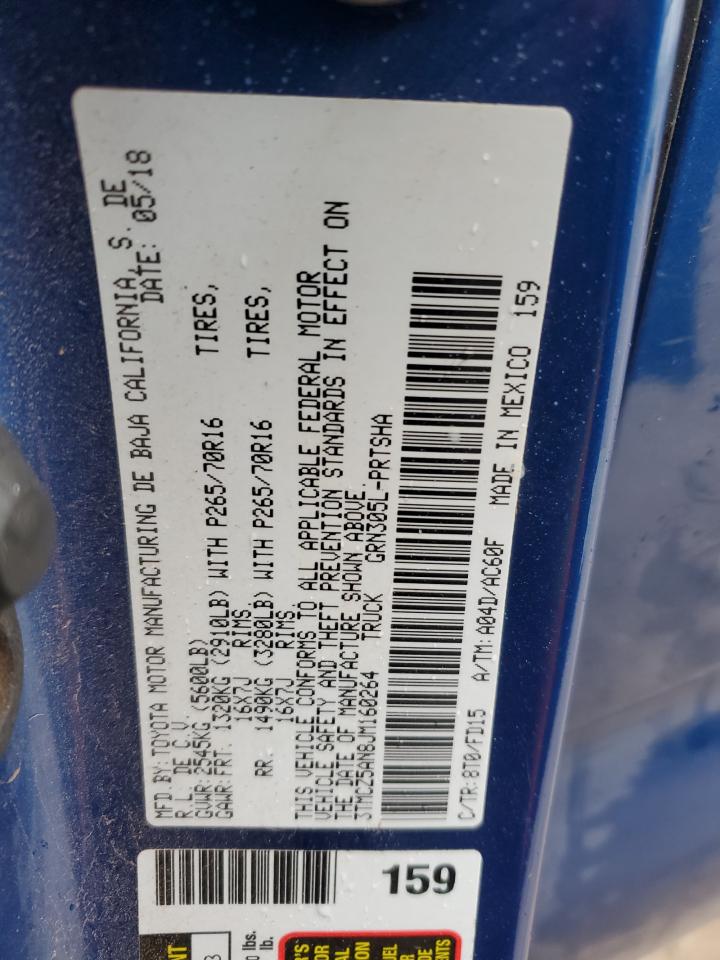 MFD.BY: TOYOTA MOTOR MANUFACTURING DE BAJA CALIFORNIA, S. DE
R.L. DE C.V. DATE: 05/18
GVWR: 2545KG (5600LB)
GAWR: FRT. 1320KG (2910LB) WITH P265/70R16 TIRES,
16X7J RIMS.
RR. 1490KG (3280LB) WITH P265/70R16 TIRES,
16X7J RIMS.
THIS VEHICLE CONFORMS TO ALL APPLICABLE FEDERAL MOTOR
VEHICLE SAFETY AND THEFT PREVENTION STANDARDS IN EFFECT ON
THE DATE OF MANUFACTURE SHOWN ABOVE.
3TMCZ5AN8JM160264 TRUCK GRN305L-PRTSHA
C/TR: 8T0/FD15 A/TM: A04D/AC60F MADE IN MEXICO 159
159